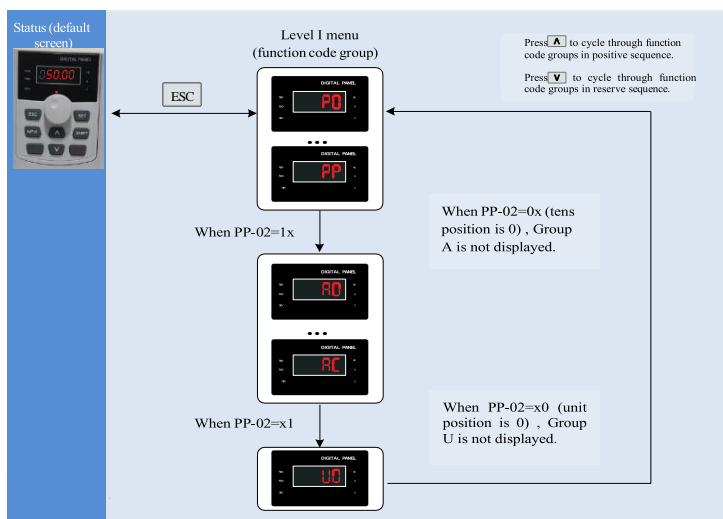 Status (default
screen)
DIGITAL PANEL
050.00
ESC
SET
SHIFT
Level I menu
(function code group)
ESC
DIGITAL PANEL
P0
...
DIGITAL PANEL
PP
When PP-02=1x
DIGITAL PANEL
A0
...
DIGITAL PANEL
AC
When PP-02=x1
DIGITAL PANEL
U0
Press ∧ to cycle through function
code groups in positive sequence.
Press ∨ to cycle through function
code groups in reserve sequence.
When PP-02=0x (tens
position is 0) , Group
A is not displayed.
When PP-02=x0 (unit
position is 0) , Group
U is not displayed.